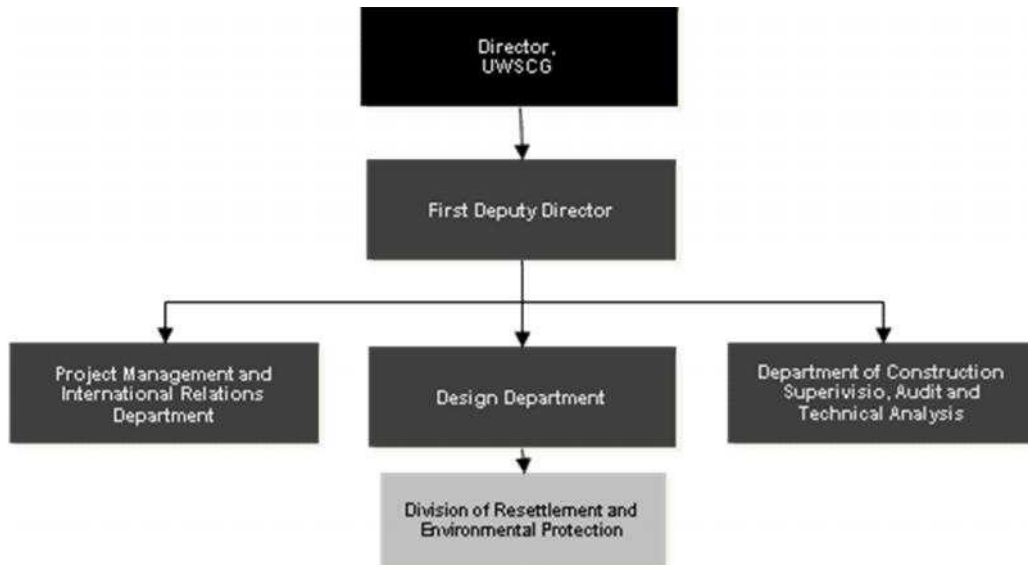 Director,
UWSCG
First Deputy Director
Project Management and
International Relations
Department
Design Department
Department of Construction
Superivisio, Audit and
Technical Analysis
Division of Resettlement and
Environmental Protection